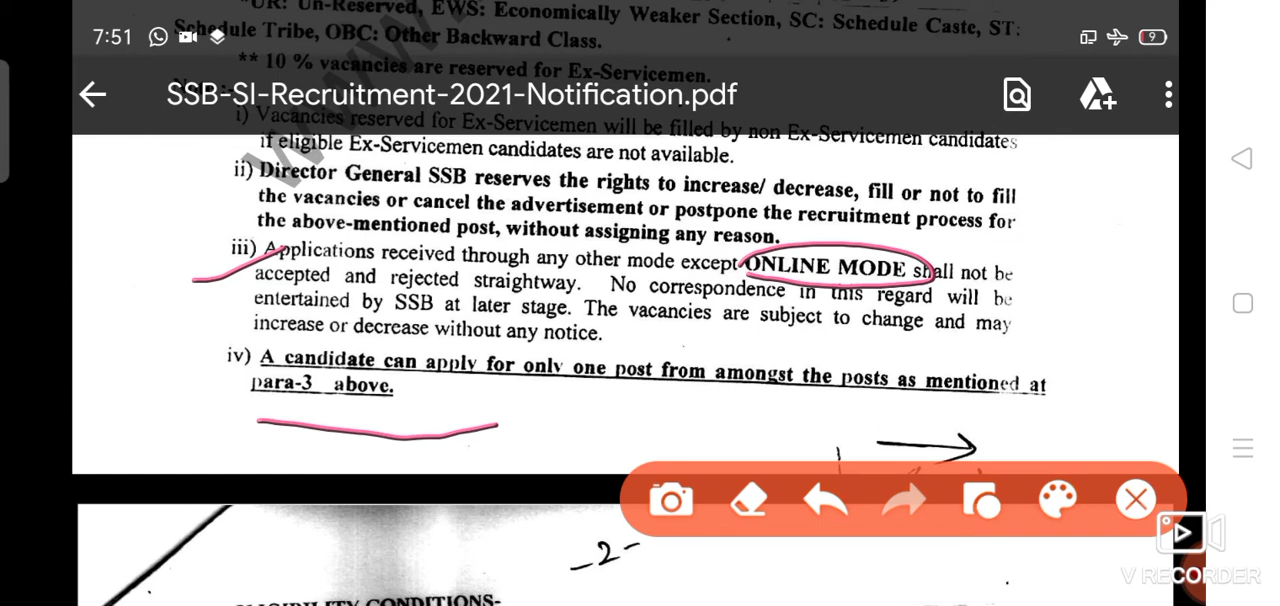 *UR: Un-Reserved, EWS: Economically Weaker Section, SC: Schedule Caste, ST:
7:51
9
Schedule Tribe, OBC: Other Backward Class.
** 10 % vacancies are reserved for Ex-Servicemen.
SSB-SI-Recruitment-2021-Notification.pdf
i) Vacancies reserved for Ex-Servicemen will be filled by non Ex-Servicemen candidates
if eligible Ex-Servicemen candidates are not available.
ii) Director General SSB reserves the rights to increase/ decrease, fill or not to fill
the vacancies or cancel the advertisement or postpone the recruitment process for
the above-mentioned post, without assigning any reason.
iii) Applications received through any other mode except ONLINE MODE shall not be
accepted and rejected straightway. No correspondence in this regard will be
entertained by SSB at later stage. The vacancies are subject to change and may
increase or decrease without any notice.
iv) A candidate can apply for only one post from amongst the posts as mentioned at
para-3 above.
-2-
CONDITIONS-
V RECORDER